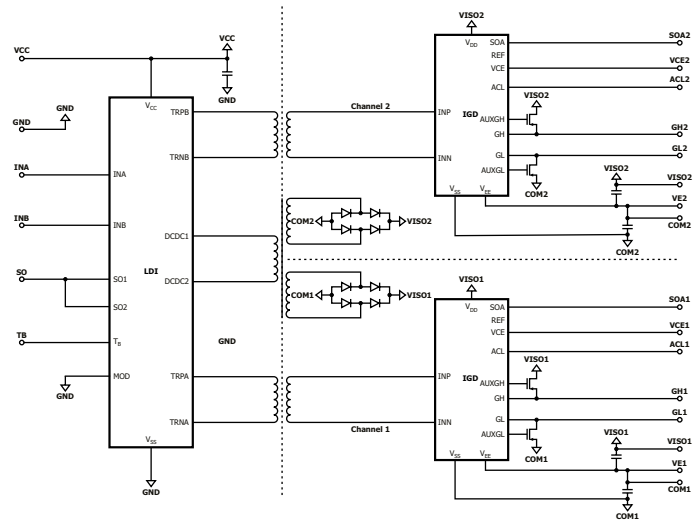 VCC
VCC
GND
GND
GND
INA
INB
SO
TB
GND
VCC
INA
INB
SO1
SO2
TB
MOD
VSS
GND
LDI
TRPB
TRNB
DCDC1
DCDC2
TRPA
TRNA
GND
Channel 2
COM2
VISO2
COM1
VISO1
Channel 1
VISO2
VDD
SOA
REF
VCE
ACL
IGD
INP
INN
AUXGH
GH
GL
AUXGL
VSS
VEE
VISO2
COM2
VISO2
COM2
SOA2
VCE2
ACL2
GH2
GL2
VISO2
VE2
COM2
VISO1
VDD
SOA
REF
VCE
ACL
IGD
INP
INN
AUXGH
GH
GL
AUXGL
VSS
VEE
VISO1
COM1
VISO1
COM1
SOA1
VCE1
ACL1
GH1
GL1
VISO1
VE1
COM1